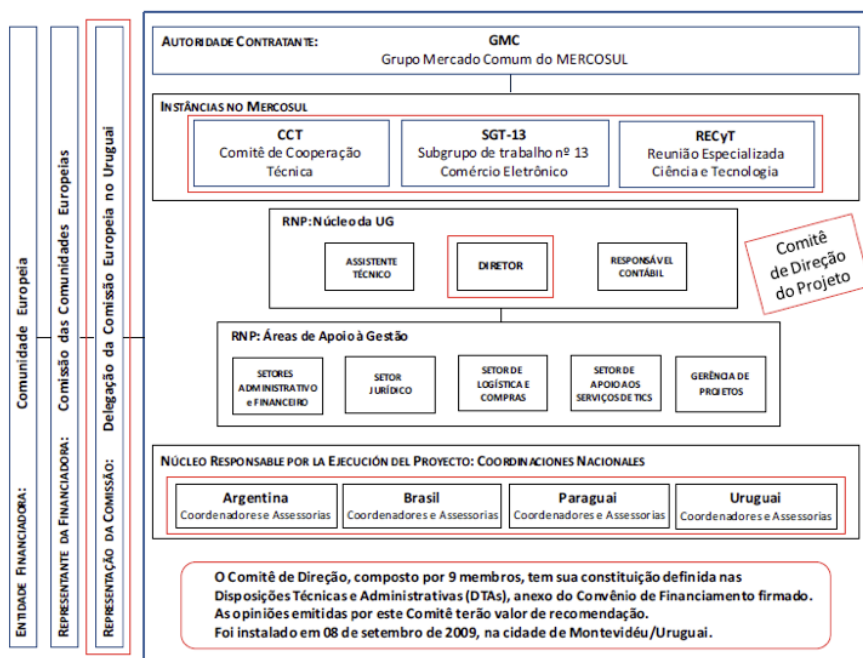 ENTIDADE FINANCIADORA: Comunidade Europeia
REPRESENTANTE DA FINANCIADORA: Comissão das Comunidades Europeias
REPRESENTAÇÃO DA COMISSÃO: Delegação da Comissão Europeia no Uruguai
AUTORIDADE CONTRATANTE: GMC
Grupo Mercado Comum do MERCOSUL
INSTÂNCIAS NO MERCOSUL
CCT
Comitê de Cooperação
Técnica
SGT-13
Subgrupo de trabalho nº 13
Comércio Eletrônico
RECyT
Reunião Especializada
Ciência e Tecnologia
RNP:Núcleo da UG
ASSISTENTE
TÉCNICO
DIRETOR
RESPONSÁVEL
CONTÁBIL
Comitê
de Direção
do Projeto
RNP: Áreas de Apoio à Gestão
SETORES
ADMINISTRATIVO
e FINANCEIRO
SETOR
JURÍDICO
SETOR DE
LOGÍSTICA E
COMPRAS
SETOR DE
APOIO AOS
SERVIÇOS DE TICS
GERÊNCIA DE
PROJETOS
NÚCLEO RESPONSABLE POR LA EJECUCIÓN DEL PROYECTO: COORDINACIONES NACIONALES
Argentina
Coordenadores e Assessorias
Brasil
Coordenadores e Assessorias
Paraguai
Coordenadores e Assessorias
Uruguai
Coordenadores e Assessorias
O Comitê de Direção, composto por 9 membros, tem sua constituição definida nas
Disposições Técnicas e Administrativas (DTAs), anexo do Convênio de Financiamento firmado.
As opiniões emitidas por este Comitê terão valor de recomendação.
Foi instalado em 08 de setembro de 2009, na cidade de Montevidéu/Uruguai.